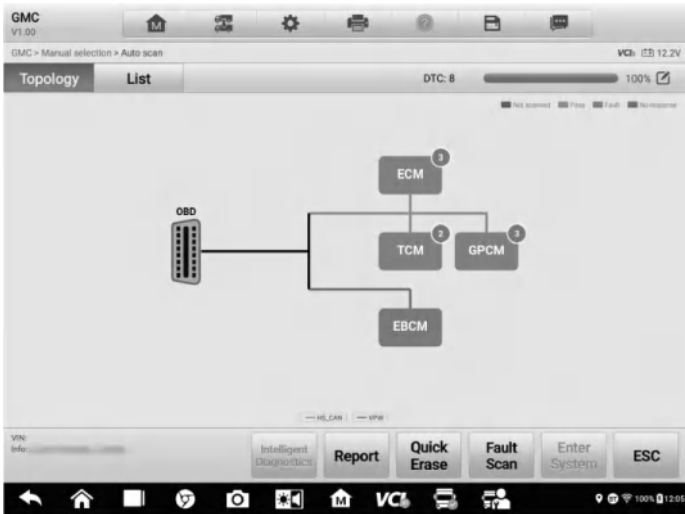 GMC
V1.00
M
?
GMC > Manual selection > Auto scan
VCI: 12.2V
Topology
List
DTC: 8
100%
Not scanned Pass Fault No response
ECM 3
OBD
TCM 2
GPCM 3
EBCM
HS_CAN VPW
VIN:
Info:
Intelligent
Diagnostics
Report
Quick
Erase
Fault
Scan
Enter
System
ESC
M
VCI
100% 12:05